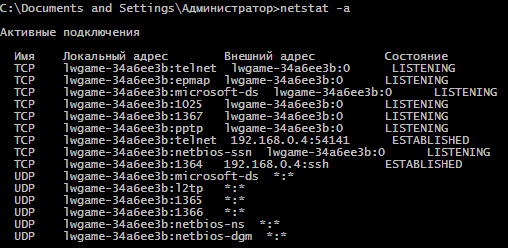 C:\Documents and Settings\Администратор>netstat -a
Активные подключения
Имя Локальный адрес Внешний адрес Состояние
TCP lwgame-34a6ee3b:telnet lwgame-34a6ee3b:0 LISTENING
TCP lwgame-34a6ee3b:epmap lwgame-34a6ee3b:0 LISTENING
TCP lwgame-34a6ee3b:microsoft-ds lwgame-34a6ee3b:0 LISTENING
TCP lwgame-34a6ee3b:1025 lwgame-34a6ee3b:0 LISTENING
TCP lwgame-34a6ee3b:1367 lwgame-34a6ee3b:0 LISTENING
TCP lwgame-34a6ee3b:pptp lwgame-34a6ee3b:0 LISTENING
TCP lwgame-34a6ee3b:telnet 192.168.0.4:54141 ESTABLISHED
TCP lwgame-34a6ee3b:netbios-ssn lwgame-34a6ee3b:0 LISTENING
TCP lwgame-34a6ee3b:1364 192.168.0.4:ssh ESTABLISHED
UDP lwgame-34a6ee3b:microsoft-ds *:*
UDP lwgame-34a6ee3b:l2tp *:*
UDP lwgame-34a6ee3b:1365 *:*
UDP lwgame-34a6ee3b:1366 *:*
UDP lwgame-34a6ee3b:netbios-ns *:*
UDP lwgame-34a6ee3b:netbios-dgm *:*